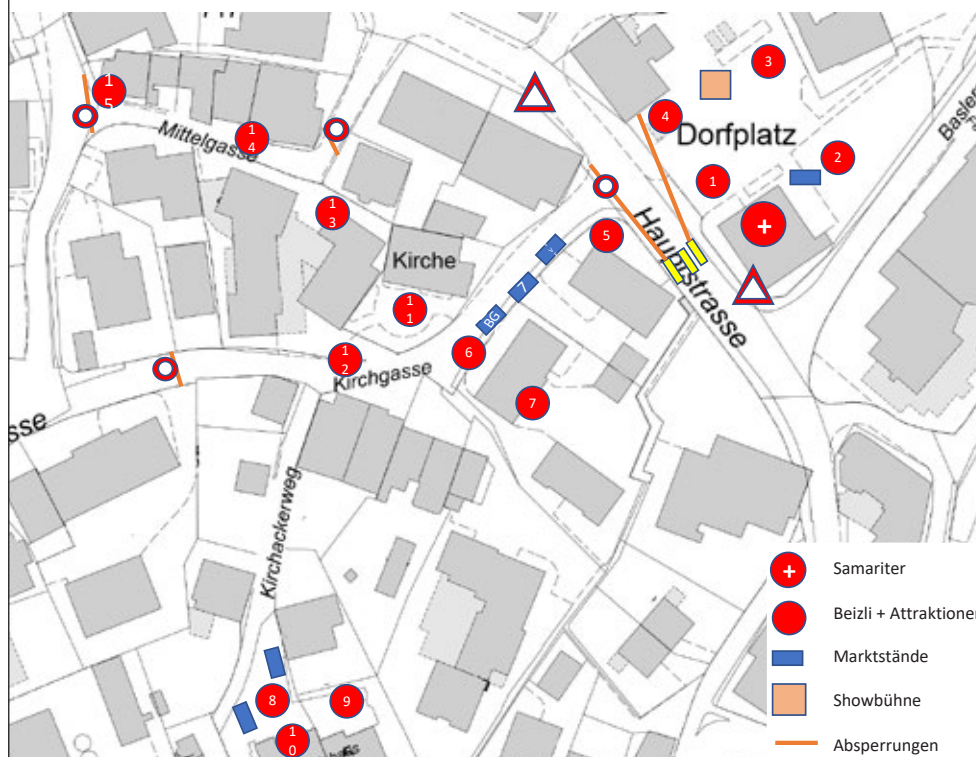 15
14
Mittelgasse
13
Kirche
11
12
Kirchgasse
3
4
Dorfplatz
2
1
5
Hauptstrasse
7
BG
6
7
sse
Kirchackerweg
8
9
10
+
+
Samariter
Beizli + Attraktionen
Marktstände
Showbühne
Absperrungen